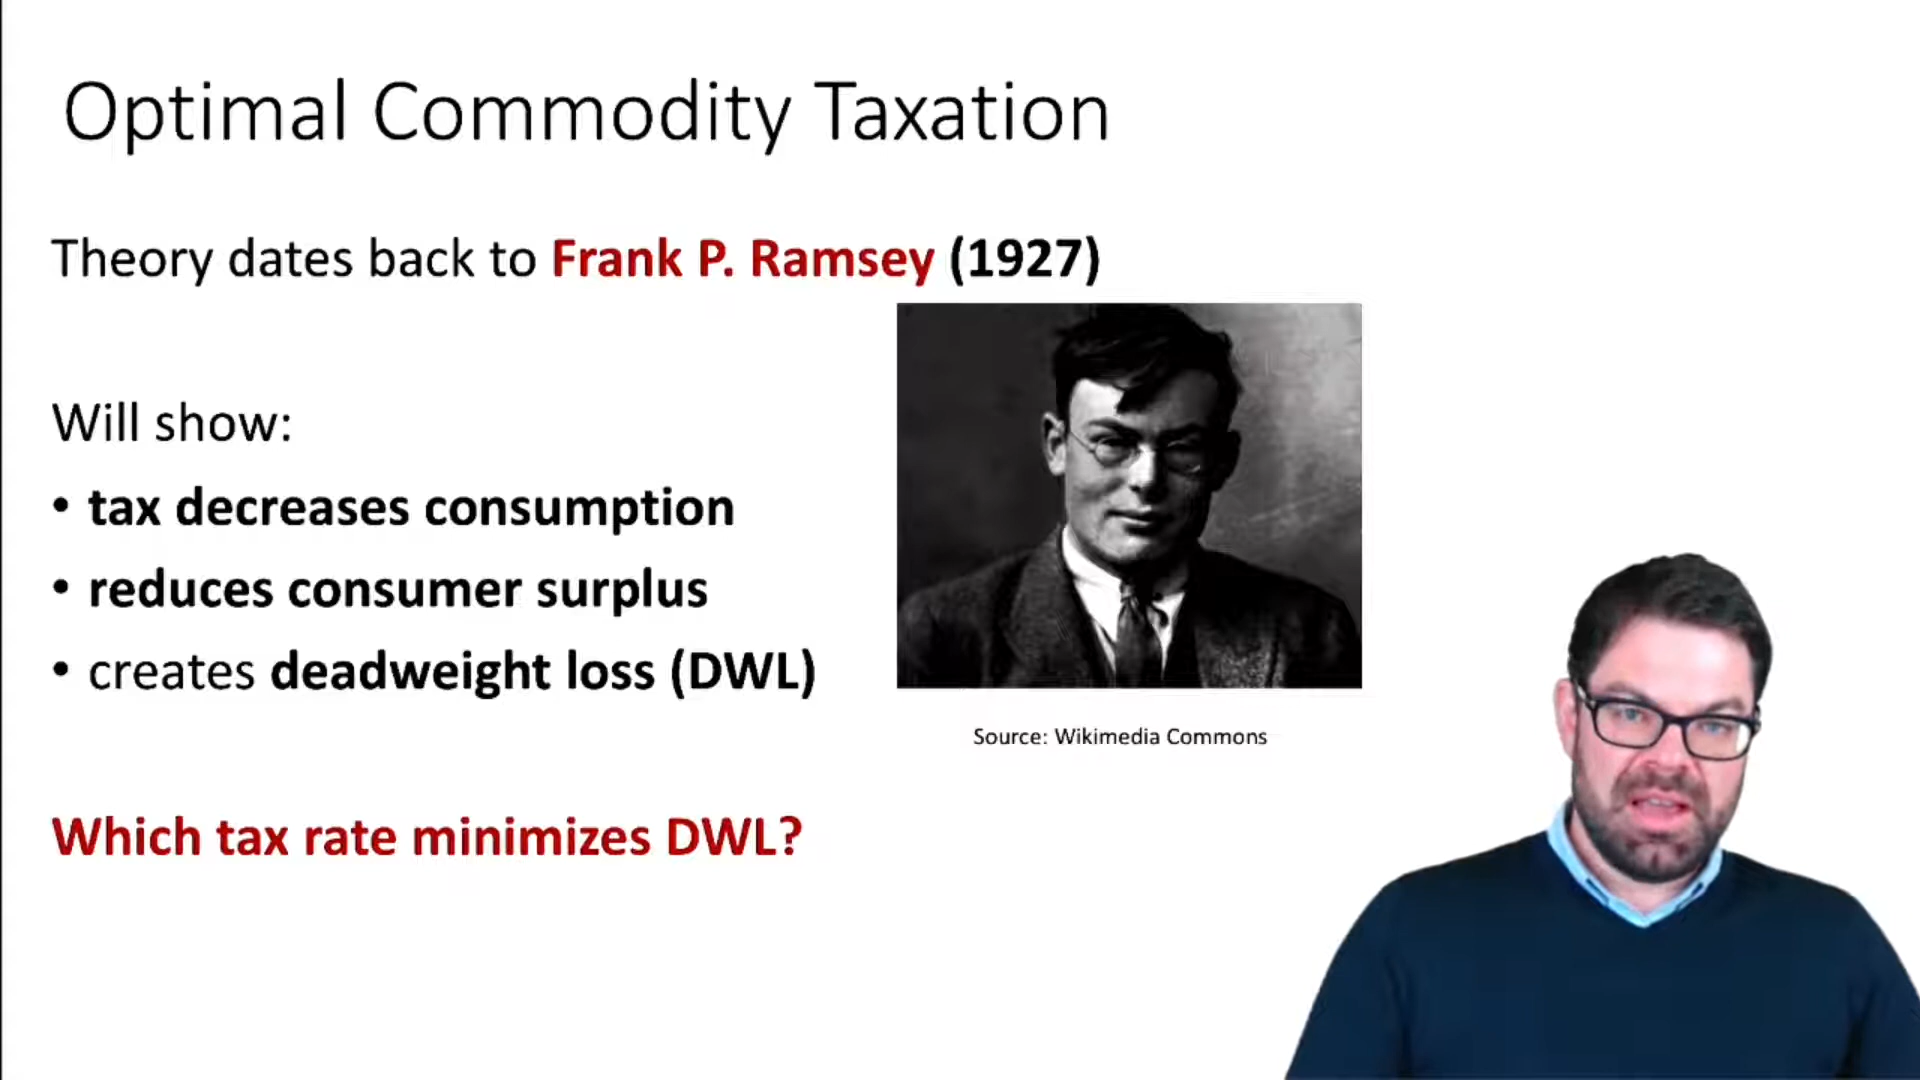 Optimal Commodity Taxation
Theory dates back to Frank P. Ramsey (1927)
Will show:
• tax decreases consumption
• reduces consumer surplus
• creates deadweight loss (DWL)
Source: Wikimedia Commons
Which tax rate minimizes DWL?